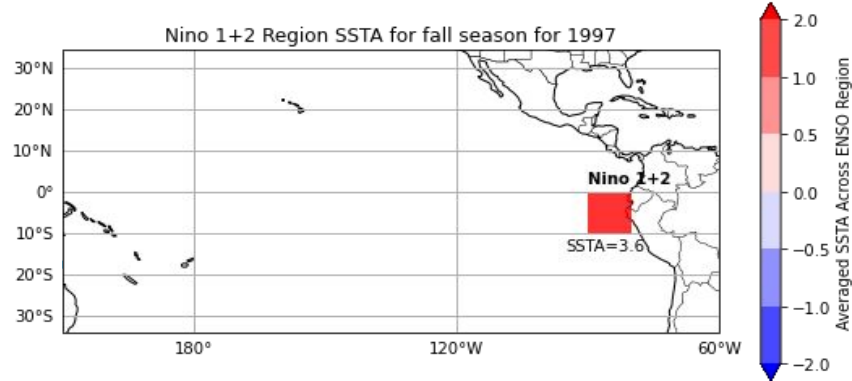 Nino 1+2 Region SSTA for fall season for 1997
30°N
20°N
10°N
0°
10°S
20°S
30°S
180°
120°W
60°W
Nino 1+2
SSTA=3.6
2.0
1.0
0.5
0.0
−0.5
−1.0
−2.0
Averaged SSTA Across ENSO Region